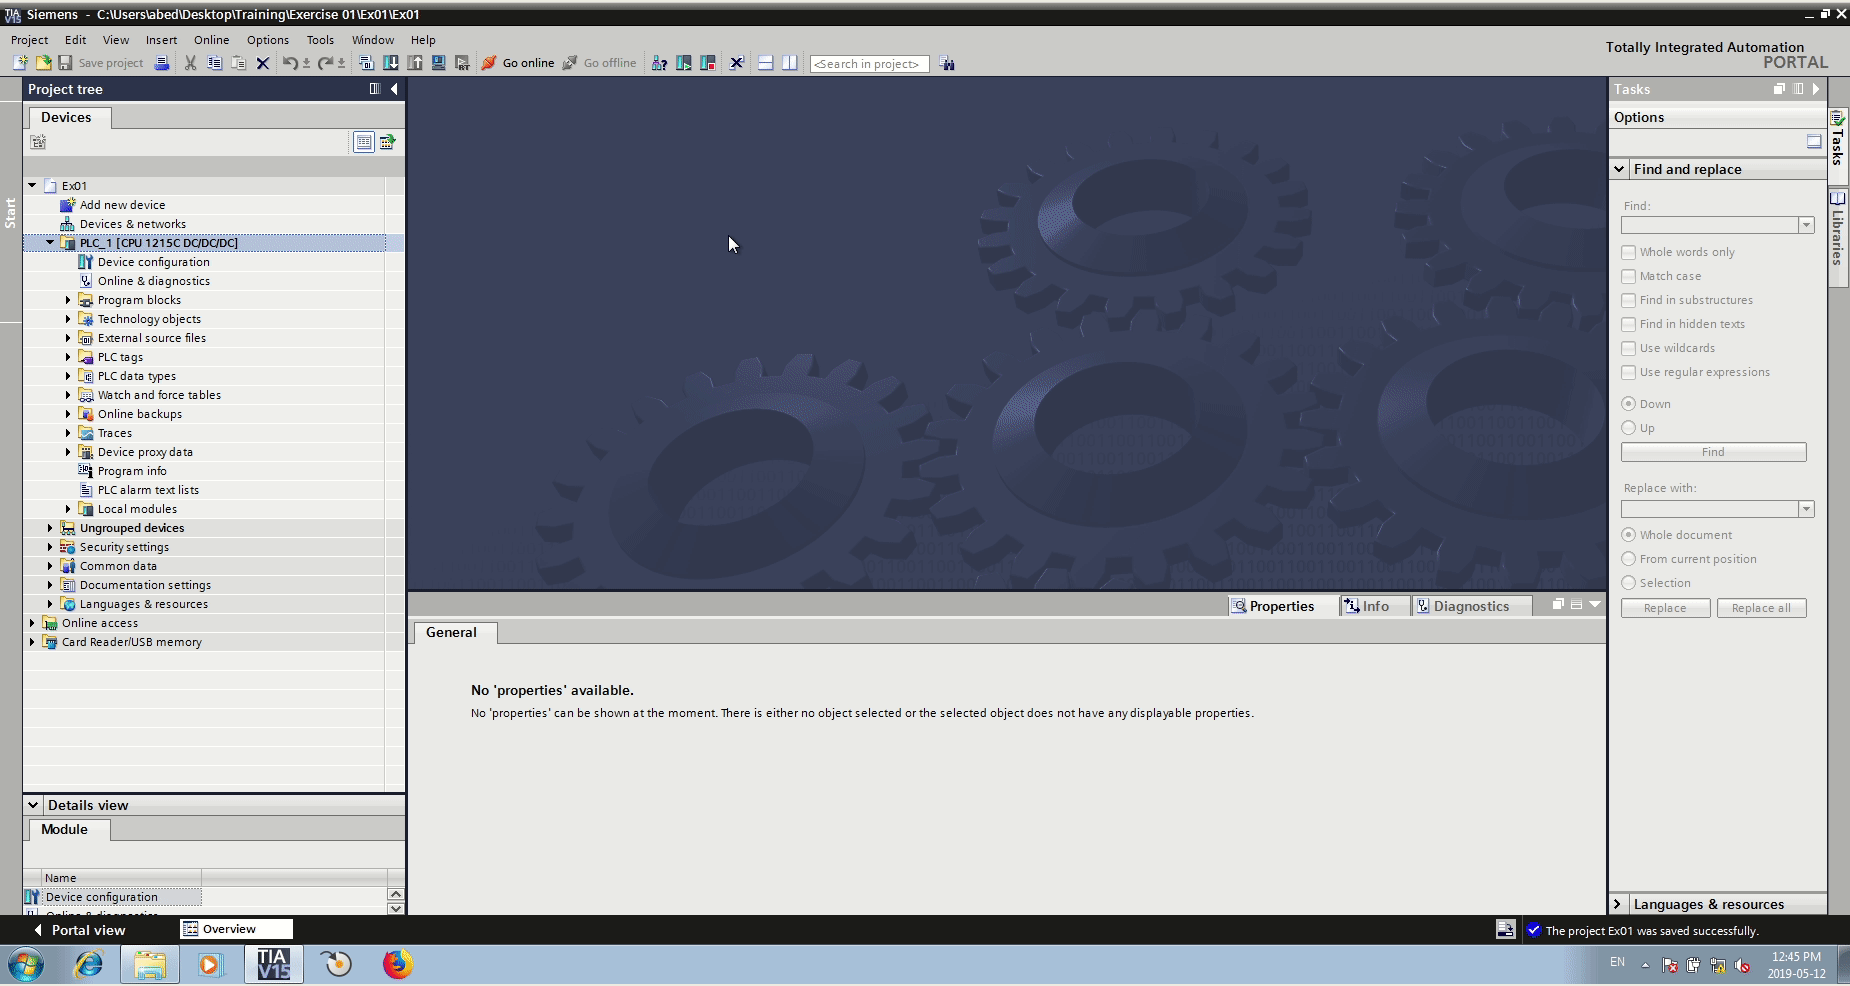 Siemens - C:\Users\abed\Desktop\Training\Exercise 01\Ex01\Ex01
Project Edit View Insert Online Options Tools Window Help
Totally Integrated Automation
PORTAL
Save project
Go online
Go offline
<Search in project>
Project tree
Devices
Start
Ex01
Add new device
Devices & networks
PLC_1 [CPU 1215C DC/DC/DC]
Device configuration
Online & diagnostics
Program blocks
Technology objects
External source files
PLC tags
PLC data types
Watch and force tables
Online backups
Traces
Device proxy data
Program info
PLC alarm text lists
Local modules
Ungrouped devices
Security settings
Common data
Documentation settings
Languages & resources
Online access
Card Reader/USB memory
Details view
Module
Name
Device configuration
Online & diagnostics
Properties
Info
Diagnostics
General
No 'properties' available.
No 'properties' can be shown at the moment. There is either no object selected or the selected object does not have any displayable properties.
Tasks
Options
Find and replace
Find:
Whole words only
Match case
Find in substructures
Find in hidden texts
Use wildcards
Use regular expressions
Down
Up
Find
Replace with:
Whole document
From current position
Selection
Replace
Replace all
Languages & resources
Tasks
Libraries
Portal view
Overview
The project Ex01 was saved successfully.
TIA
V15
EN
12:45 PM
2019-05-12